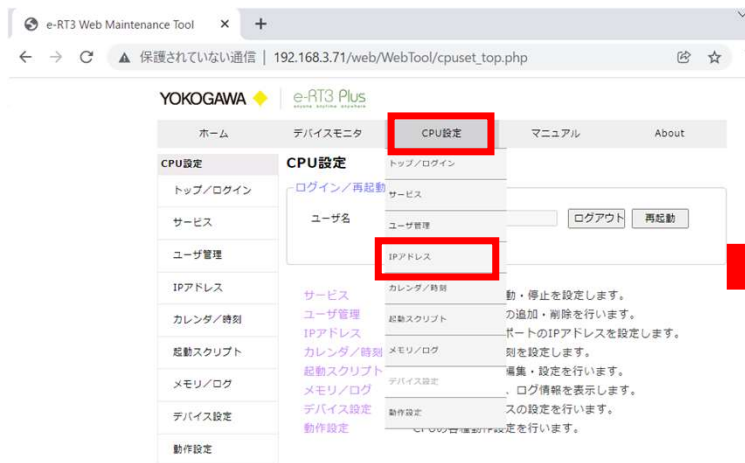 e-RT3 Web Maintenance Tool
保護されていない通信 | 192.168.3.71/web/WebTool/cpuset_top.php
YOKOGAWA e-RT3 Plus
ホーム デバイスモニタ CPU設定 マニュアル About
CPU設定
トップ/ログイン
サービス
ユーザ管理
IPアドレス
カレンダ/時刻
起動スクリプト
メモリ/ログ
デバイス設定
動作設定
CPU設定
ログイン/再起動
ユーザ名 ログアウト 再起動
トップ/ログイン
サービス
ユーザ管理
IPアドレス
カレンダ/時刻
起動スクリプト
メモリ/ログ
デバイス設定
動作設定
サービス 動・停止を設定します。
ユーザ管理 の追加・削除を行います。
IPアドレス ポートのIPアドレスを設定します。
カレンダ/時刻 刻を設定します。
起動スクリプト 編集・設定を行います。
メモリ/ログ 、ログ情報を表示します。
デバイス設定 スの設定を行います。
動作設定 CPUの各種動作設定を行います。